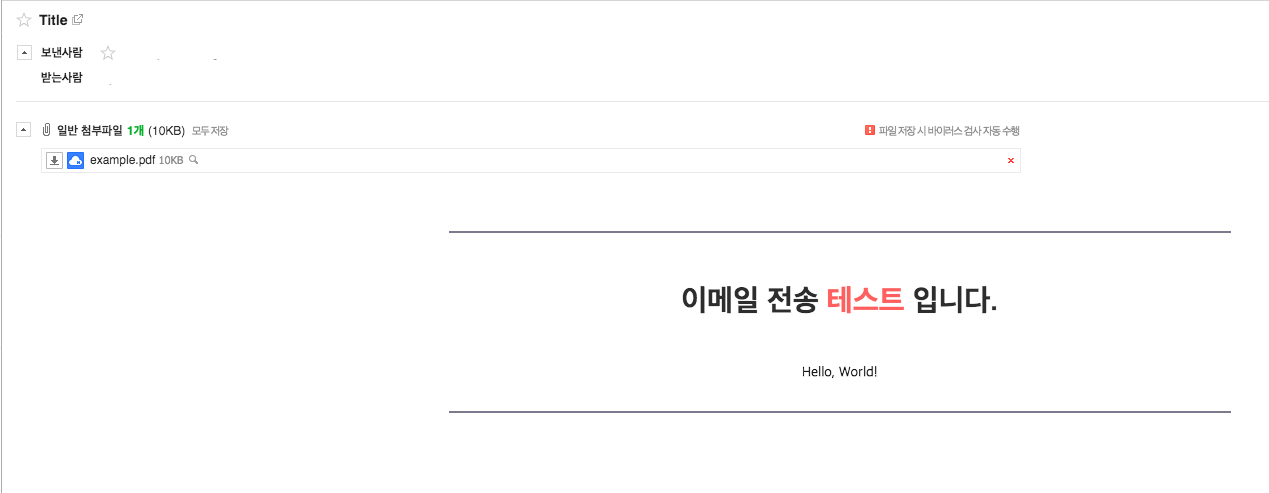 Title
보낸사람
받는사람
일반 첨부파일 1개 (10KB) 모두저장
파일 저장 시 바이러스 검사 자동 수행
example.pdf 10KB
이메일 전송 테스트 입니다.
Hello, World!